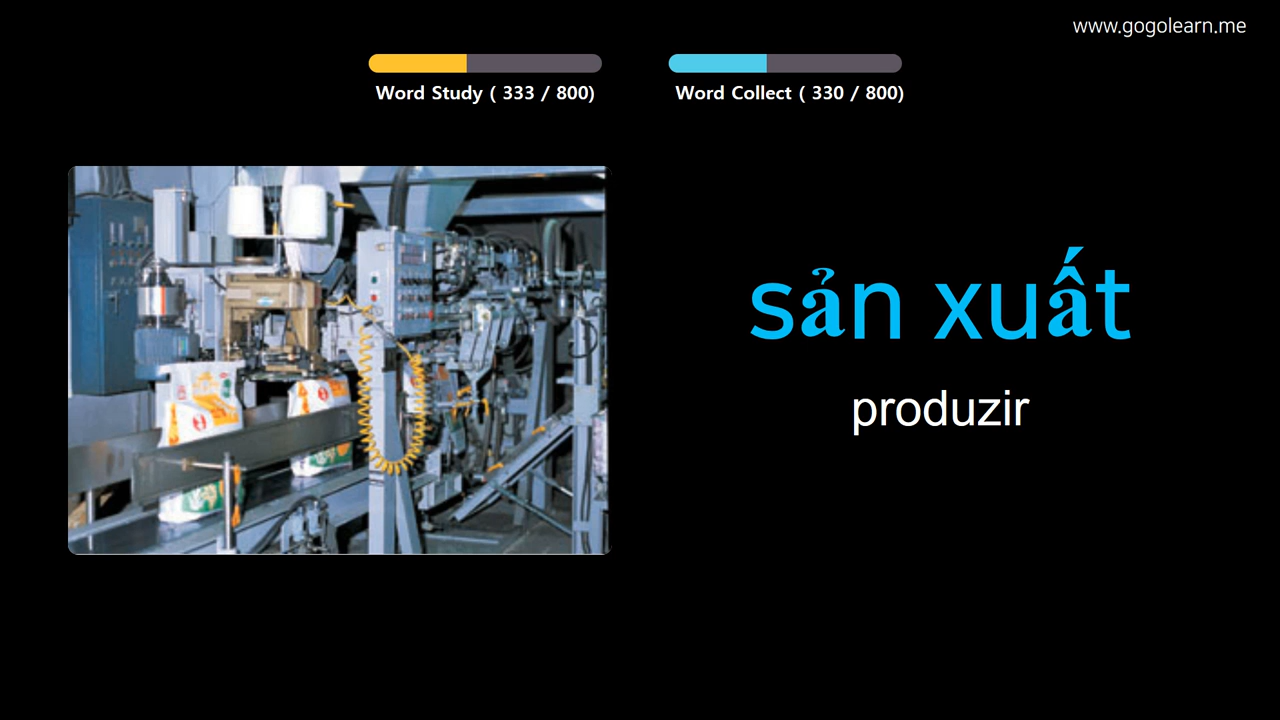 www.gogolearn.me
Word Study ( 333 / 800)
Word Collect ( 330 / 800)
sản xuất
produzir